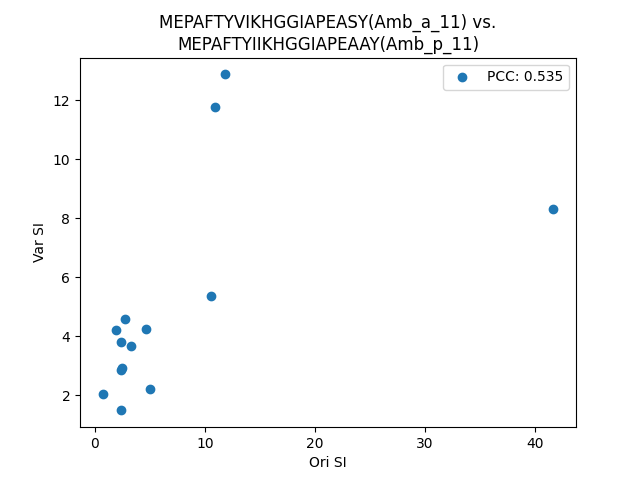 MEPAFTYVIKHGGIAPEASY(Amb_a_11) vs.
MEPAFTYIIKHGGIAPEAAY(Amb_p_11)
PCC: 0.535
12
10
8
6
4
2
Var SI
0 10 20 30 40
Ori SI